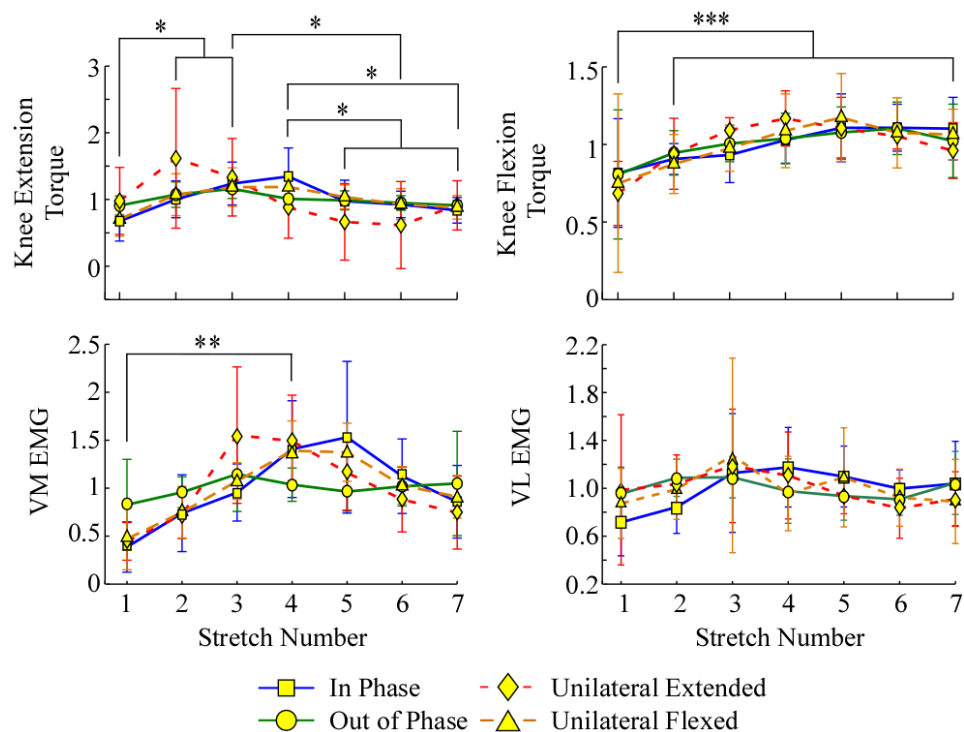 *
*
*
*
Knee Extension
Torque
3
2
1
0
***
Knee Flexion
Torque
1.5
1
0.5
0
**
VM EMG
2.5
2
1.5
1
0.5
0
1 2 3 4 5 6 7
Stretch Number
VL EMG
2.2
1.8
1.4
1.0
0.6
0.2
1 2 3 4 5 6 7
Stretch Number
In Phase
Unilateral Extended
Out of Phase
Unilateral Flexed